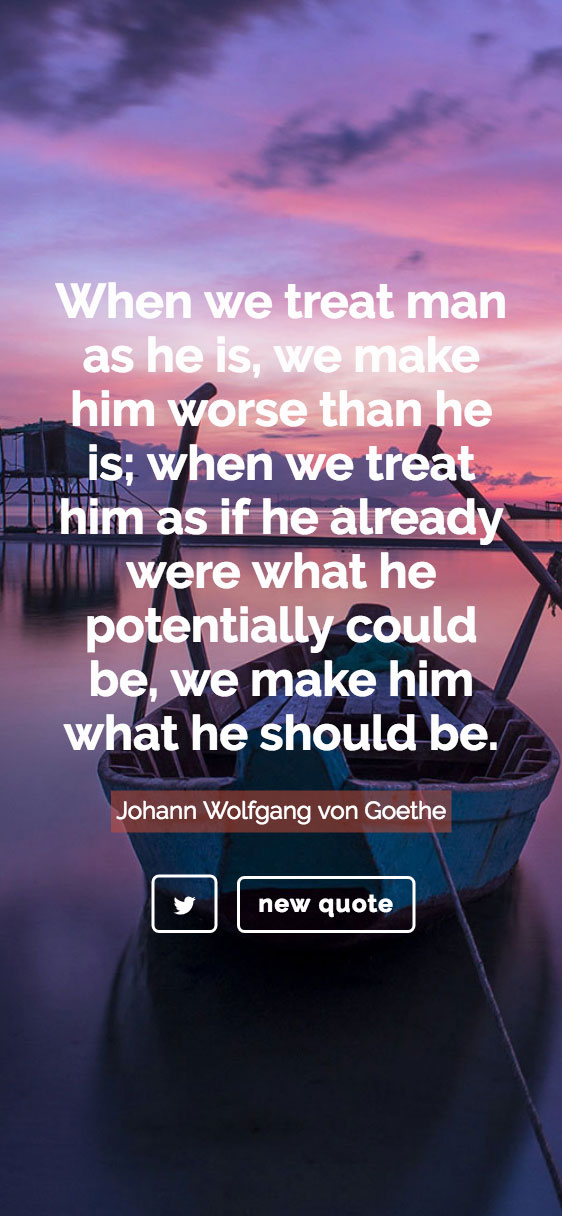 When we treat man
as he is, we make
him worse than he
is; when we treat
him as if he already
were what he
potentially could
be, we make him
what he should be.
Johann Wolfgang von Goethe
new quote